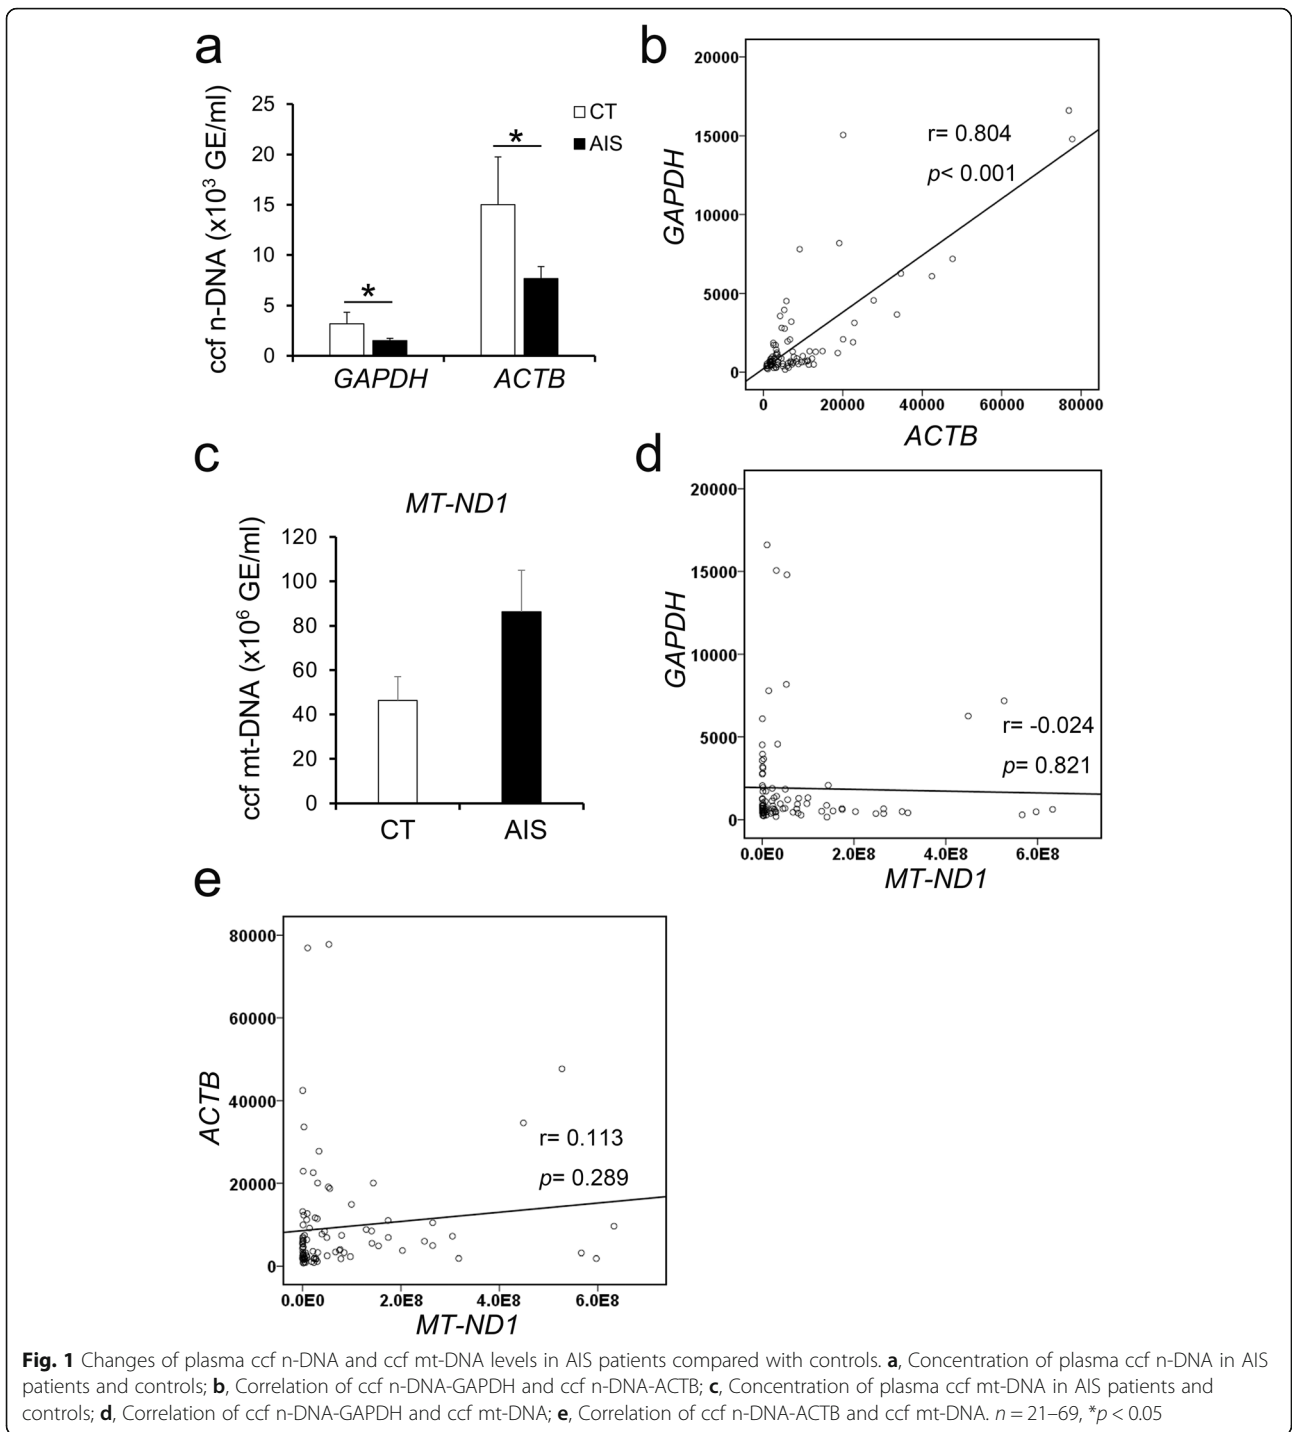 a
ccf n-DNA (x10³ GE/ml)
25
20
15
10
5
0
CT
AIS
*
*
GAPDH
ACTB
b
GAPDH
20000
15000
10000
5000
0
r= 0.804
p< 0.001
0
20000
40000
60000
80000
ACTB
c
MT-ND1
ccf mt-DNA (x10⁶ GE/ml)
120
100
80
60
40
20
0
CT
AIS
d
GAPDH
20000
15000
10000
5000
0
r= -0.024
p= 0.821
0.0E0
2.0E8
4.0E8
6.0E8
MT-ND1
e
ACTB
80000
60000
40000
20000
0
r= 0.113
p= 0.289
0.0E0
2.0E8
4.0E8
6.0E8
MT-ND1
Fig. 1 Changes of plasma ccf n-DNA and ccf mt-DNA levels in AIS patients compared with controls. a, Concentration of plasma ccf n-DNA in AIS
patients and controls; b, Correlation of ccf n-DNA-GAPDH and ccf n-DNA-ACTB; c, Concentration of plasma ccf mt-DNA in AIS patients and
controls; d, Correlation of ccf n-DNA-GAPDH and ccf mt-DNA; e, Correlation of ccf n-DNA-ACTB and ccf mt-DNA. n = 21–69, *p < 0.05